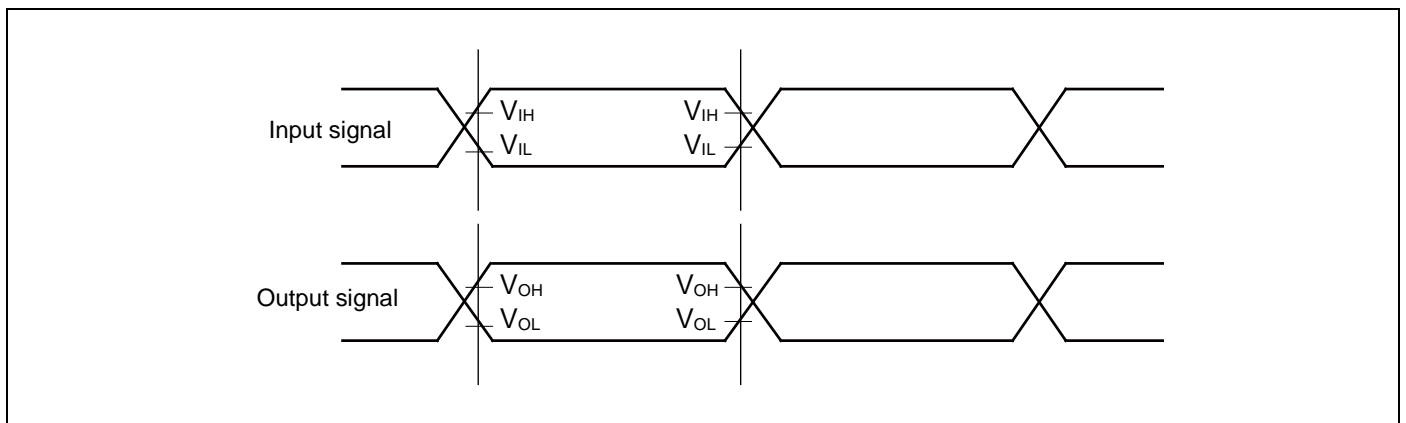 Input signal
VIH VIH
VIL VIL
Output signal
VOH VOH
VOL VOL